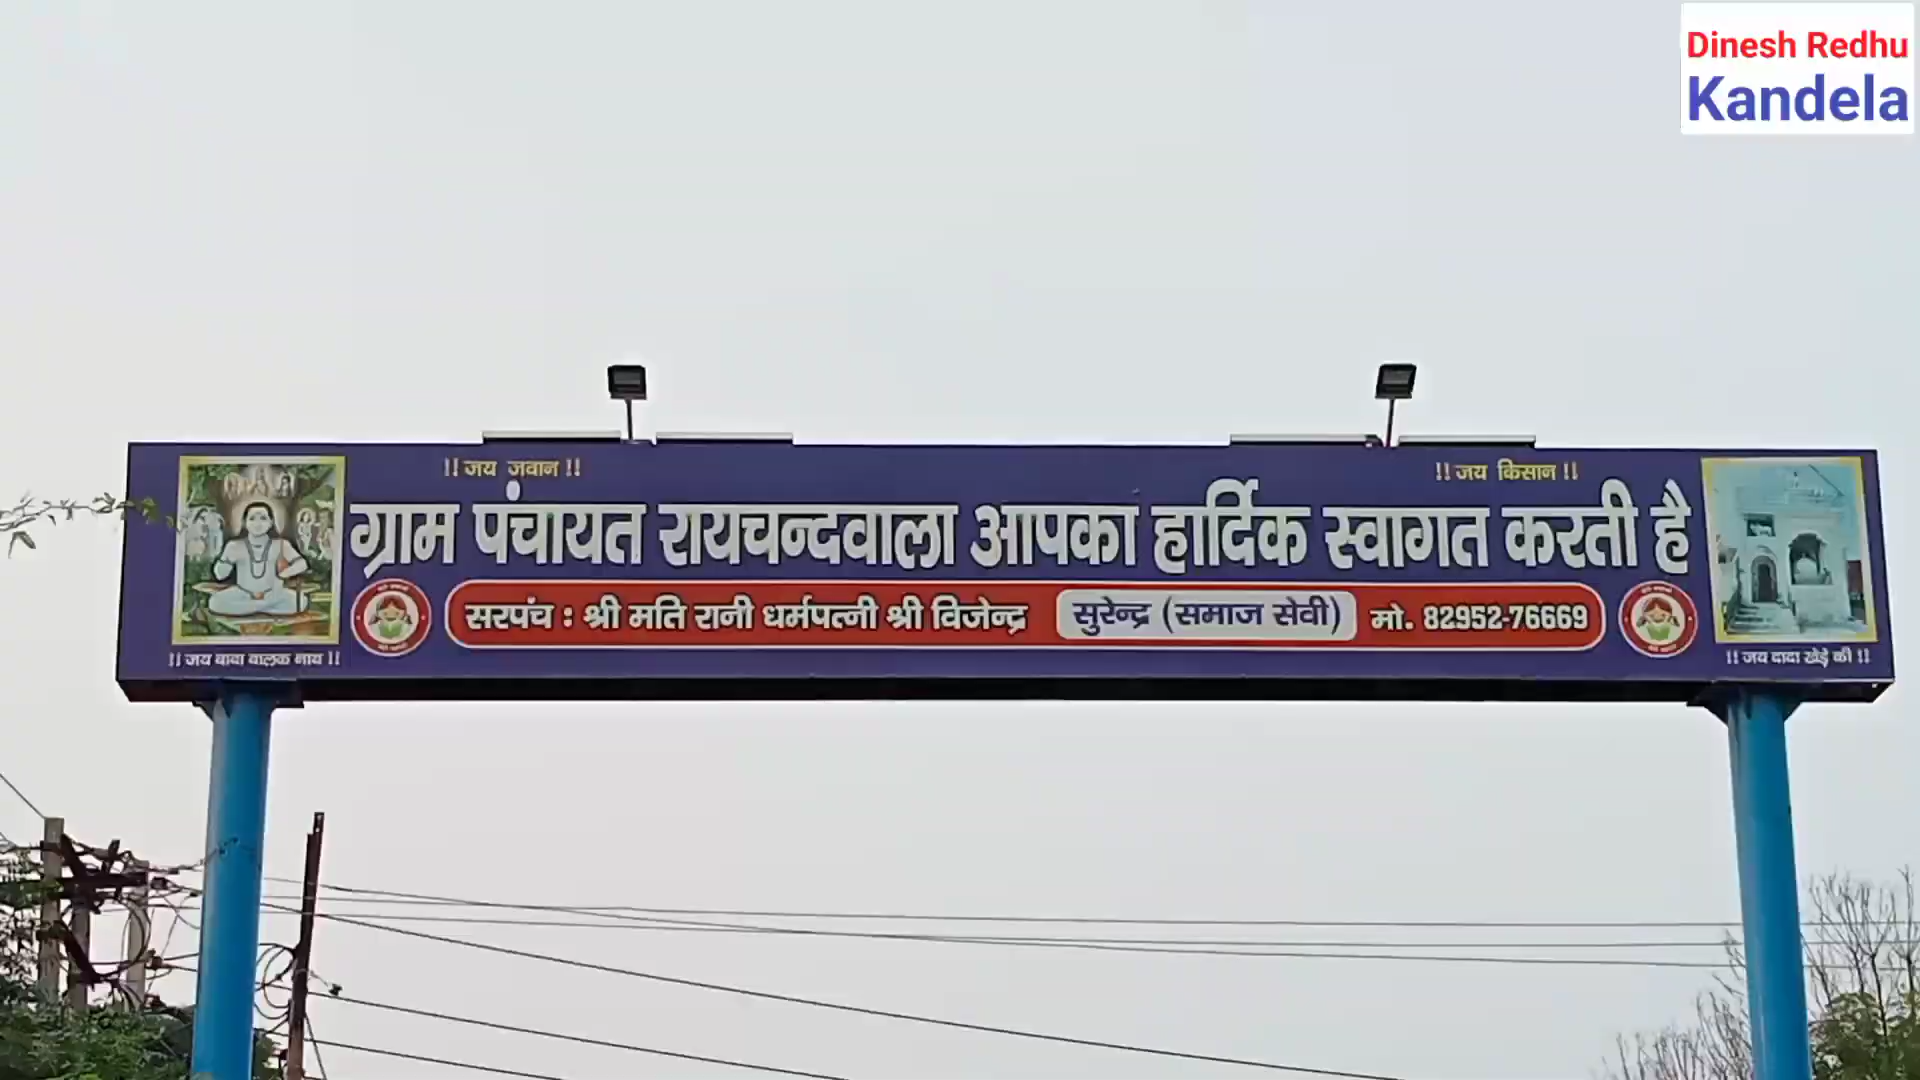 Dinesh Redhu
Kandela
!! जय जवान !!
!! जय किसान !!
ग्राम पंचायत रायचन्दवाला आपका हार्दिक स्वागत करती है
सरपंच : श्री मति रानी धर्मपत्नी श्री विजेन्द्र सुरेन्द्र (समाज सेवी) मो. 82952-76669
!! जय बाबा बालक नाथ !!
!! जय दादा खेड़े की !!